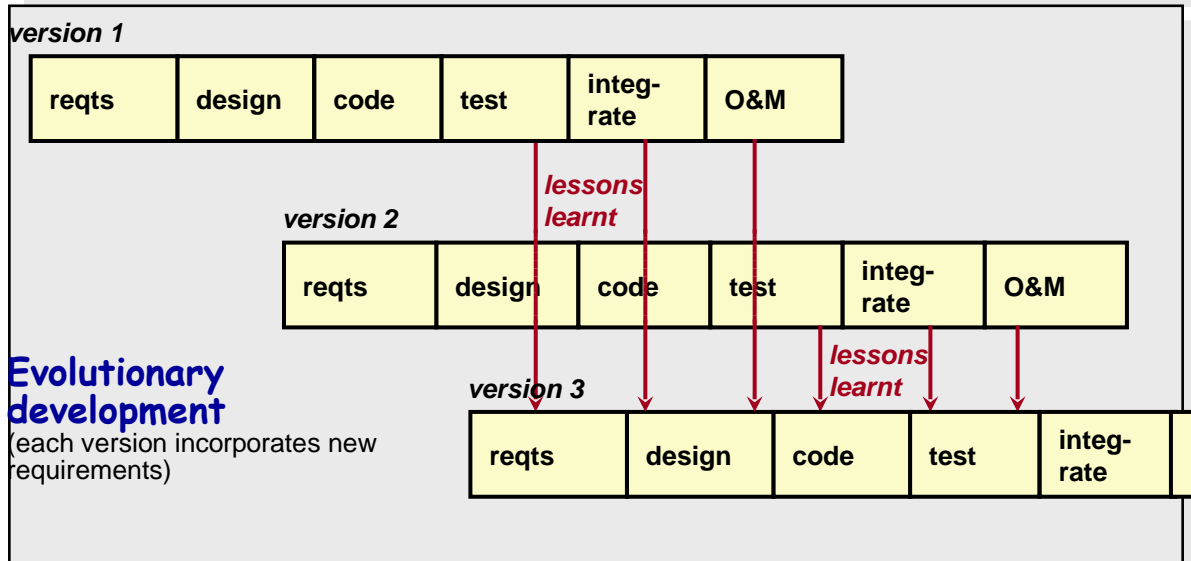 version 1
reqts design code test integ-
rate O&M
lessons
learnt
version 2
reqts design code test integ-
rate O&M
lessons
learnt
Evolutionary
development
(each version incorporates new
requirements)
version 3
reqts design code test integ-
rate